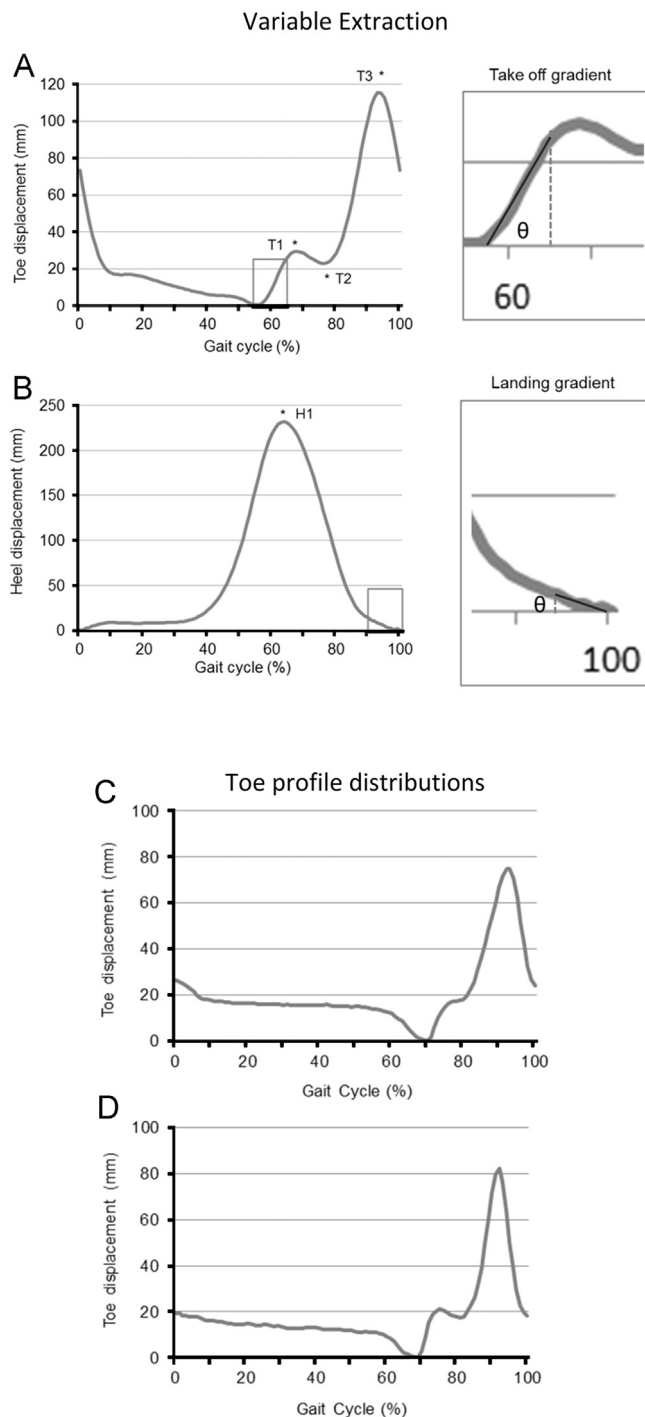 Variable Extraction
A
Toe displacement (mm)
120
100
80
60
40
20
0
T3 *
T1 *
* T2
0 20 40 60 80 100
Gait cycle (%)
Take off gradient
θ
60
B
Heel displacement (mm)
250
200
150
100
50
0
* H1
0 20 40 60 80 100
Gait cycle (%)
Landing gradient
θ
100
Toe profile distributions
C
Toe displacement (mm)
100
80
60
40
20
0
0 20 40 60 80 100
Gait Cycle (%)
D
Toe displacement (mm)
100
80
60
40
20
0
0 20 40 60 80 100
Gait Cycle (%)